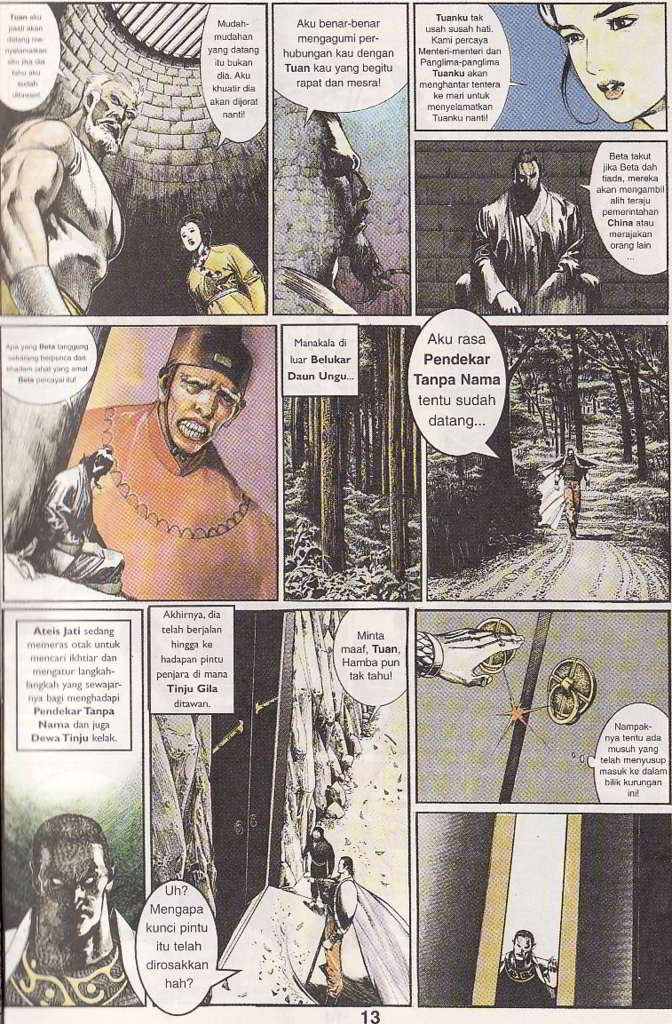 Tuan aku
pasti akan
datang me-
nyelamatkan
aku jika dia
tahu aku
sudah
ditawan!
Mudah-
mudahan
yang datang
itu bukan
dia. Aku
khuatir dia
akan dijerat
nanti!
Aku benar-benar
mengagumi per-
hubungan kau dengan
Tuan kau yang begitu
rapat dan mesra!
Tuanku tak
usah susah hati.
Kami percaya
Menteri-menteri dan
Panglima-panglima
Tuanku akan
menghantar tentera
ke mari untuk
menyelamatkan
Tuanku nanti!
Beta takut
jika Beta dah
tiada, mereka
akan mengambil
alih teraju
pemerintahan
China atau
merajakan
orang lain
...
Apa yang Beta tanggung
sekarang berpunca dari
khadam jahat yang amat
Beta percayai itu!
Manakala di
luar Belukar
Daun Ungu...
Aku rasa
Pendekar
Tanpa Nama
tentu sudah
datang...
Ateis Jati sedang
memeras otak untuk
mencari ikhtiar dan
mengatur langkah-
langkah yang sewajar-
nya bagi menghadapi
Pendekar Tanpa
Nama dan juga
Dewa Tinju kelak.
Akhirnya, dia
telah berjalan
hingga ke
hadapan pintu
penjara di mana
Tinju Gila
ditawan.
Uh?
Mengapa
kunci pintu
itu telah
dirosakkan
hah?
Minta
maaf, Tuan,
Hamba pun
tak tahu!
Nampak-
nya tentu ada
musuh yang
telah menyusup
masuk ke dalam
bilik kurungan
ini!
13